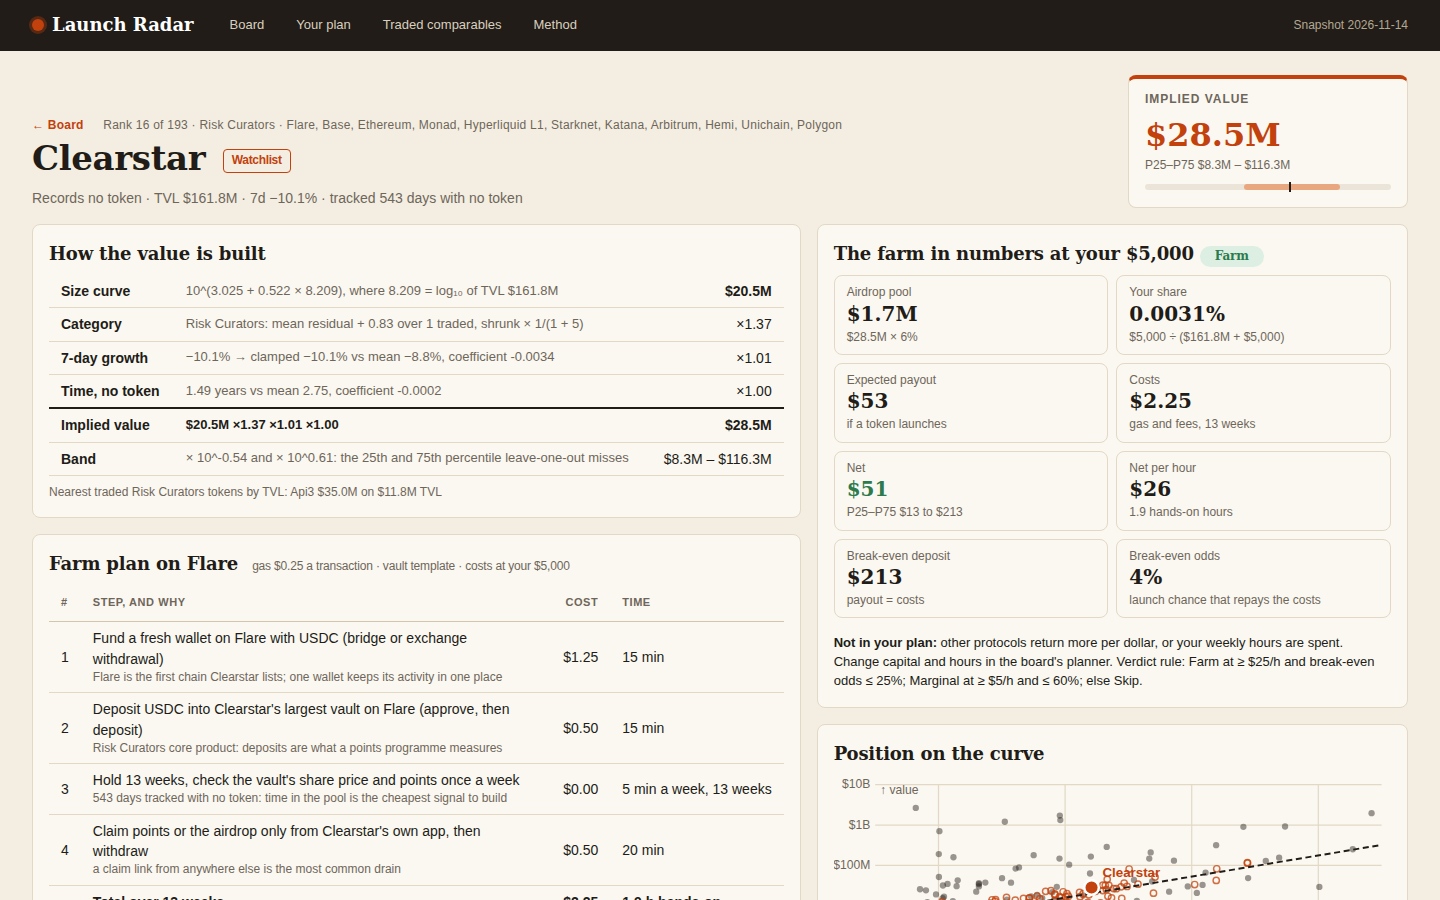 Launch Radar
Board
Your plan
Traded comparables
Method
Snapshot 2026-11-14
← Board
Rank 16 of 193 · Risk Curators · Flare, Base, Ethereum, Monad, Hyperliquid L1, Starknet, Katana, Arbitrum, Hemi, Unichain, Polygon
Clearstar
Watchlist
Records no token · TVL $161.8M · 7d −10.1% · tracked 543 days with no token
IMPLIED VALUE
$28.5M
P25–P75 $8.3M – $116.3M
How the value is built
Size curve 10^(3.025 + 0.522 × 8.209), where 8.209 = log₁₀ of TVL $161.8M $20.5M
Category Risk Curators: mean residual + 0.83 over 1 traded, shrunk × 1/(1 + 5) ×1.37
7-day growth −10.1% → clamped −10.1% vs mean −8.8%, coefficient -0.0034 ×1.01
Time, no token 1.49 years vs mean 2.75, coefficient -0.0002 ×1.00
Implied value $20.5M ×1.37 ×1.01 ×1.00 $28.5M
Band × 10^-0.54 and × 10^0.61: the 25th and 75th percentile leave-one-out misses $8.3M – $116.3M
Nearest traded Risk Curators tokens by TVL: Api3 $35.0M on $11.8M TVL
Farm plan on Flare gas $0.25 a transaction · vault template · costs at your $5,000
# STEP, AND WHY COST TIME
1 Fund a fresh wallet on Flare with USDC (bridge or exchange
withdrawal) $1.25 15 min
Flare is the first chain Clearstar lists; one wallet keeps its activity in one place
2 Deposit USDC into Clearstar's largest vault on Flare (approve, then
deposit) $0.50 15 min
Risk Curators core product: deposits are what a points programme measures
3 Hold 13 weeks, check the vault's share price and points once a week $0.00 5 min a week, 13 weeks
543 days tracked with no token: time in the pool is the cheapest signal to build
4 Claim points or the airdrop only from Clearstar's own app, then
withdraw $0.50 20 min
a claim link from anywhere else is the most common drain
Total over 13 weeks $2.25 1.9 h hands-on
The farm in numbers at your $5,000 Farm
Airdrop pool
$1.7M
$28.5M × 6%
Your share
0.0031%
$5,000 ÷ ($161.8M + $5,000)
Expected payout
$53
if a token launches
Costs
$2.25
gas and fees, 13 weeks
Net
$51
P25–P75 $13 to $213
Net per hour
$26
1.9 hands-on hours
Break-even deposit
$213
payout = costs
Break-even odds
4%
launch chance that repays the costs
Not in your plan: other protocols return more per dollar, or your weekly hours are spent.
Change capital and hours in the board's planner. Verdict rule: Farm at ≥ $25/h and break-even
odds ≤ 25%; Marginal at ≥ $5/h and ≤ 60%; else Skip.
Position on the curve
$10B
↑ value
$1B
$100M
Clearstar